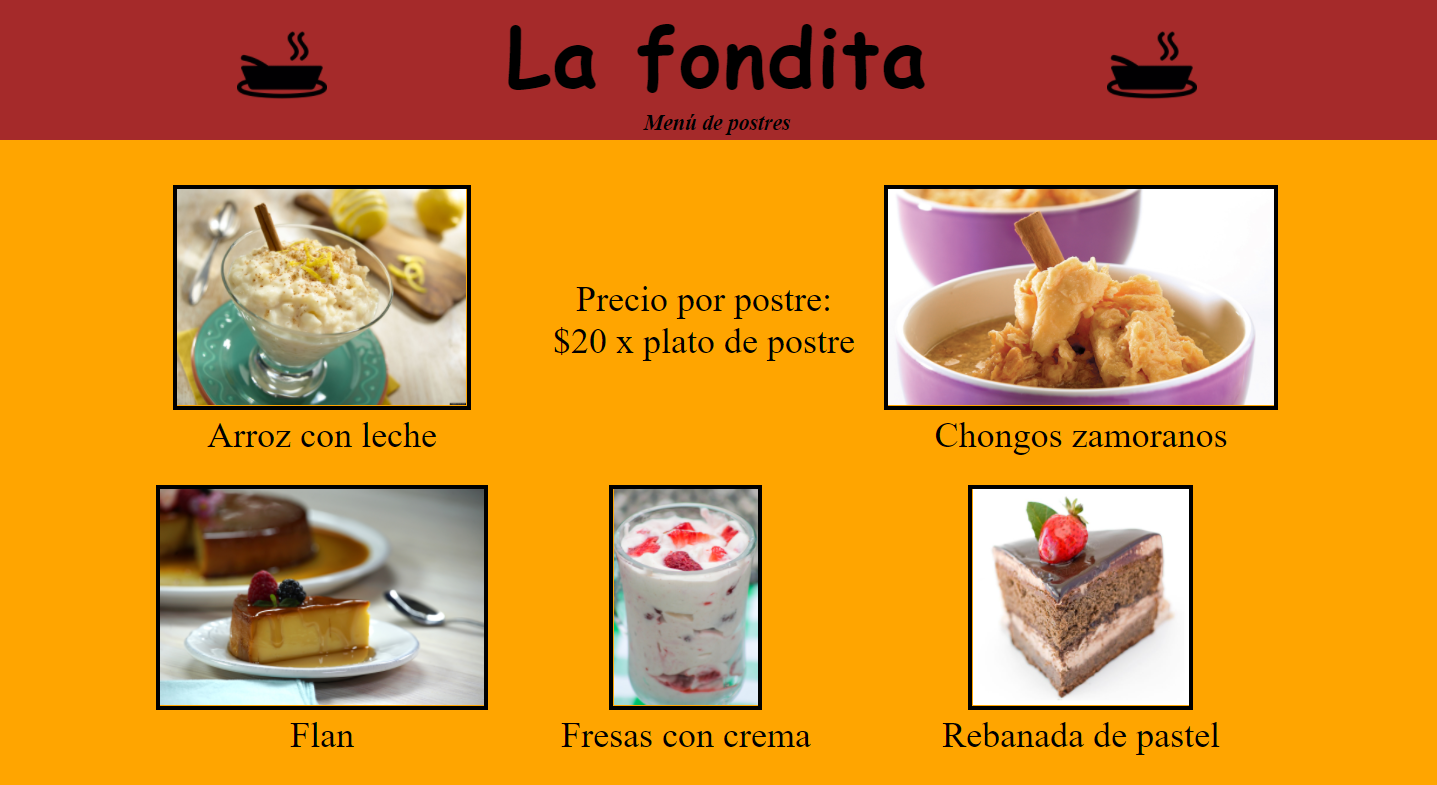 La fondita
Menú de postres
Precio por postre:
$20 x plato de postre
Arroz con leche
Chongos zamoranos
Flan
Fresas con crema
Rebanada de pastel